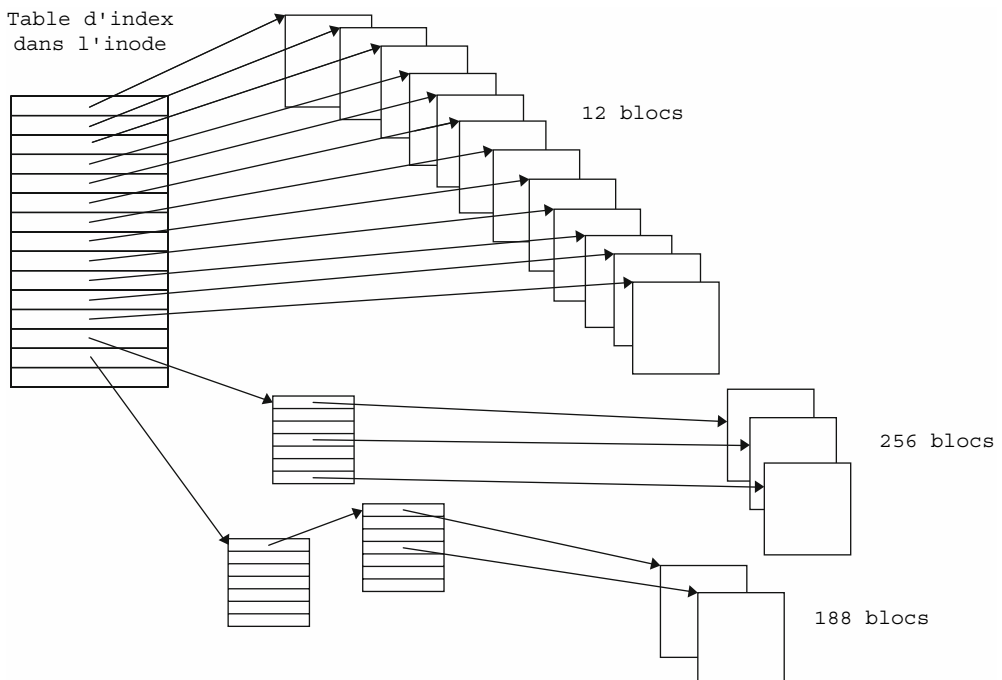 Table d'index
dans l'inode
12 blocs
256 blocs
188 blocs